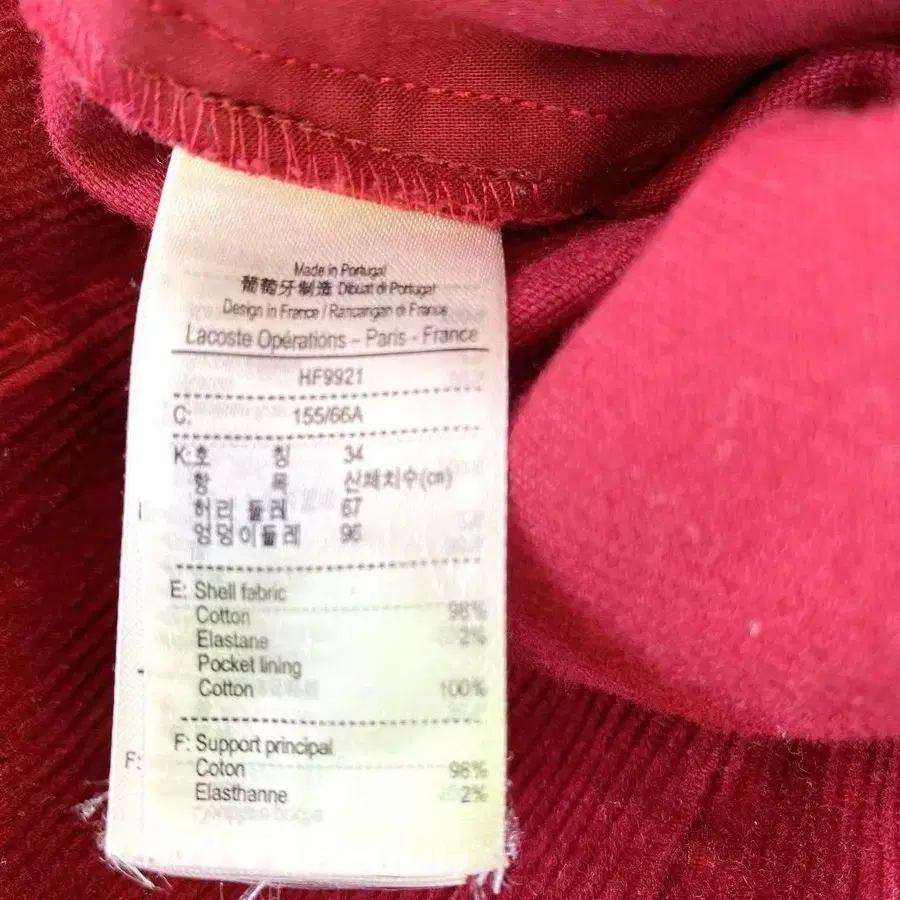 Made in Portugal
葡萄牙制造 Dibuat di Portugal
Design in France / Rancangan di France
Lacoste Opérations – Paris - France
HF9921
C: 155/66A
K: 호 칭 34
항 목 신체치수(cm)
허리 둘레 67
엉덩이둘레 96
E: Shell fabric
Cotton 98%
Elastane 2%
Pocket lining
Cotton 100%
F: Support principal
Coton 98%
Elasthanne 2%
F: